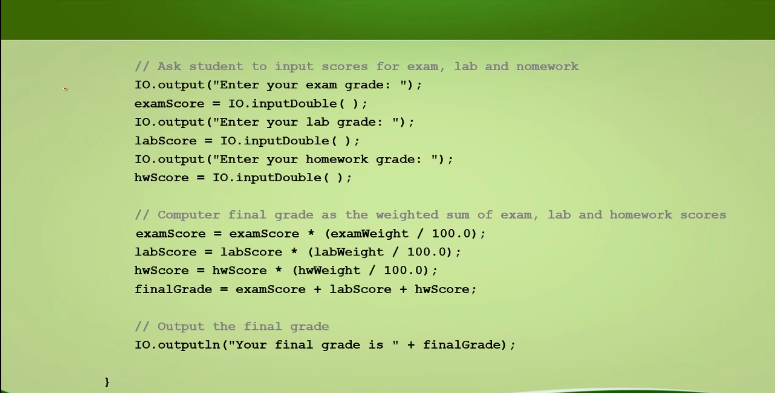 // Ask student to input scores for exam, lab and nomework
IO.output("Enter your exam grade: ");
examScore = IO.inputDouble( );
IO.output("Enter your lab grade: ");
labScore = IO.inputDouble( );
IO.output("Enter your homework grade: ");
hwScore = IO.inputDouble( );
// Computer final grade as the weighted sum of exam, lab and homework scores
examScore = examScore * (examWeight / 100.0);
labScore = labScore * (labWeight / 100.0);
hwScore = hwScore * (hwWeight / 100.0);
finalGrade = examScore + labScore + hwScore;
// Output the final grade
IO.outputln("Your final grade is " + finalGrade);
}